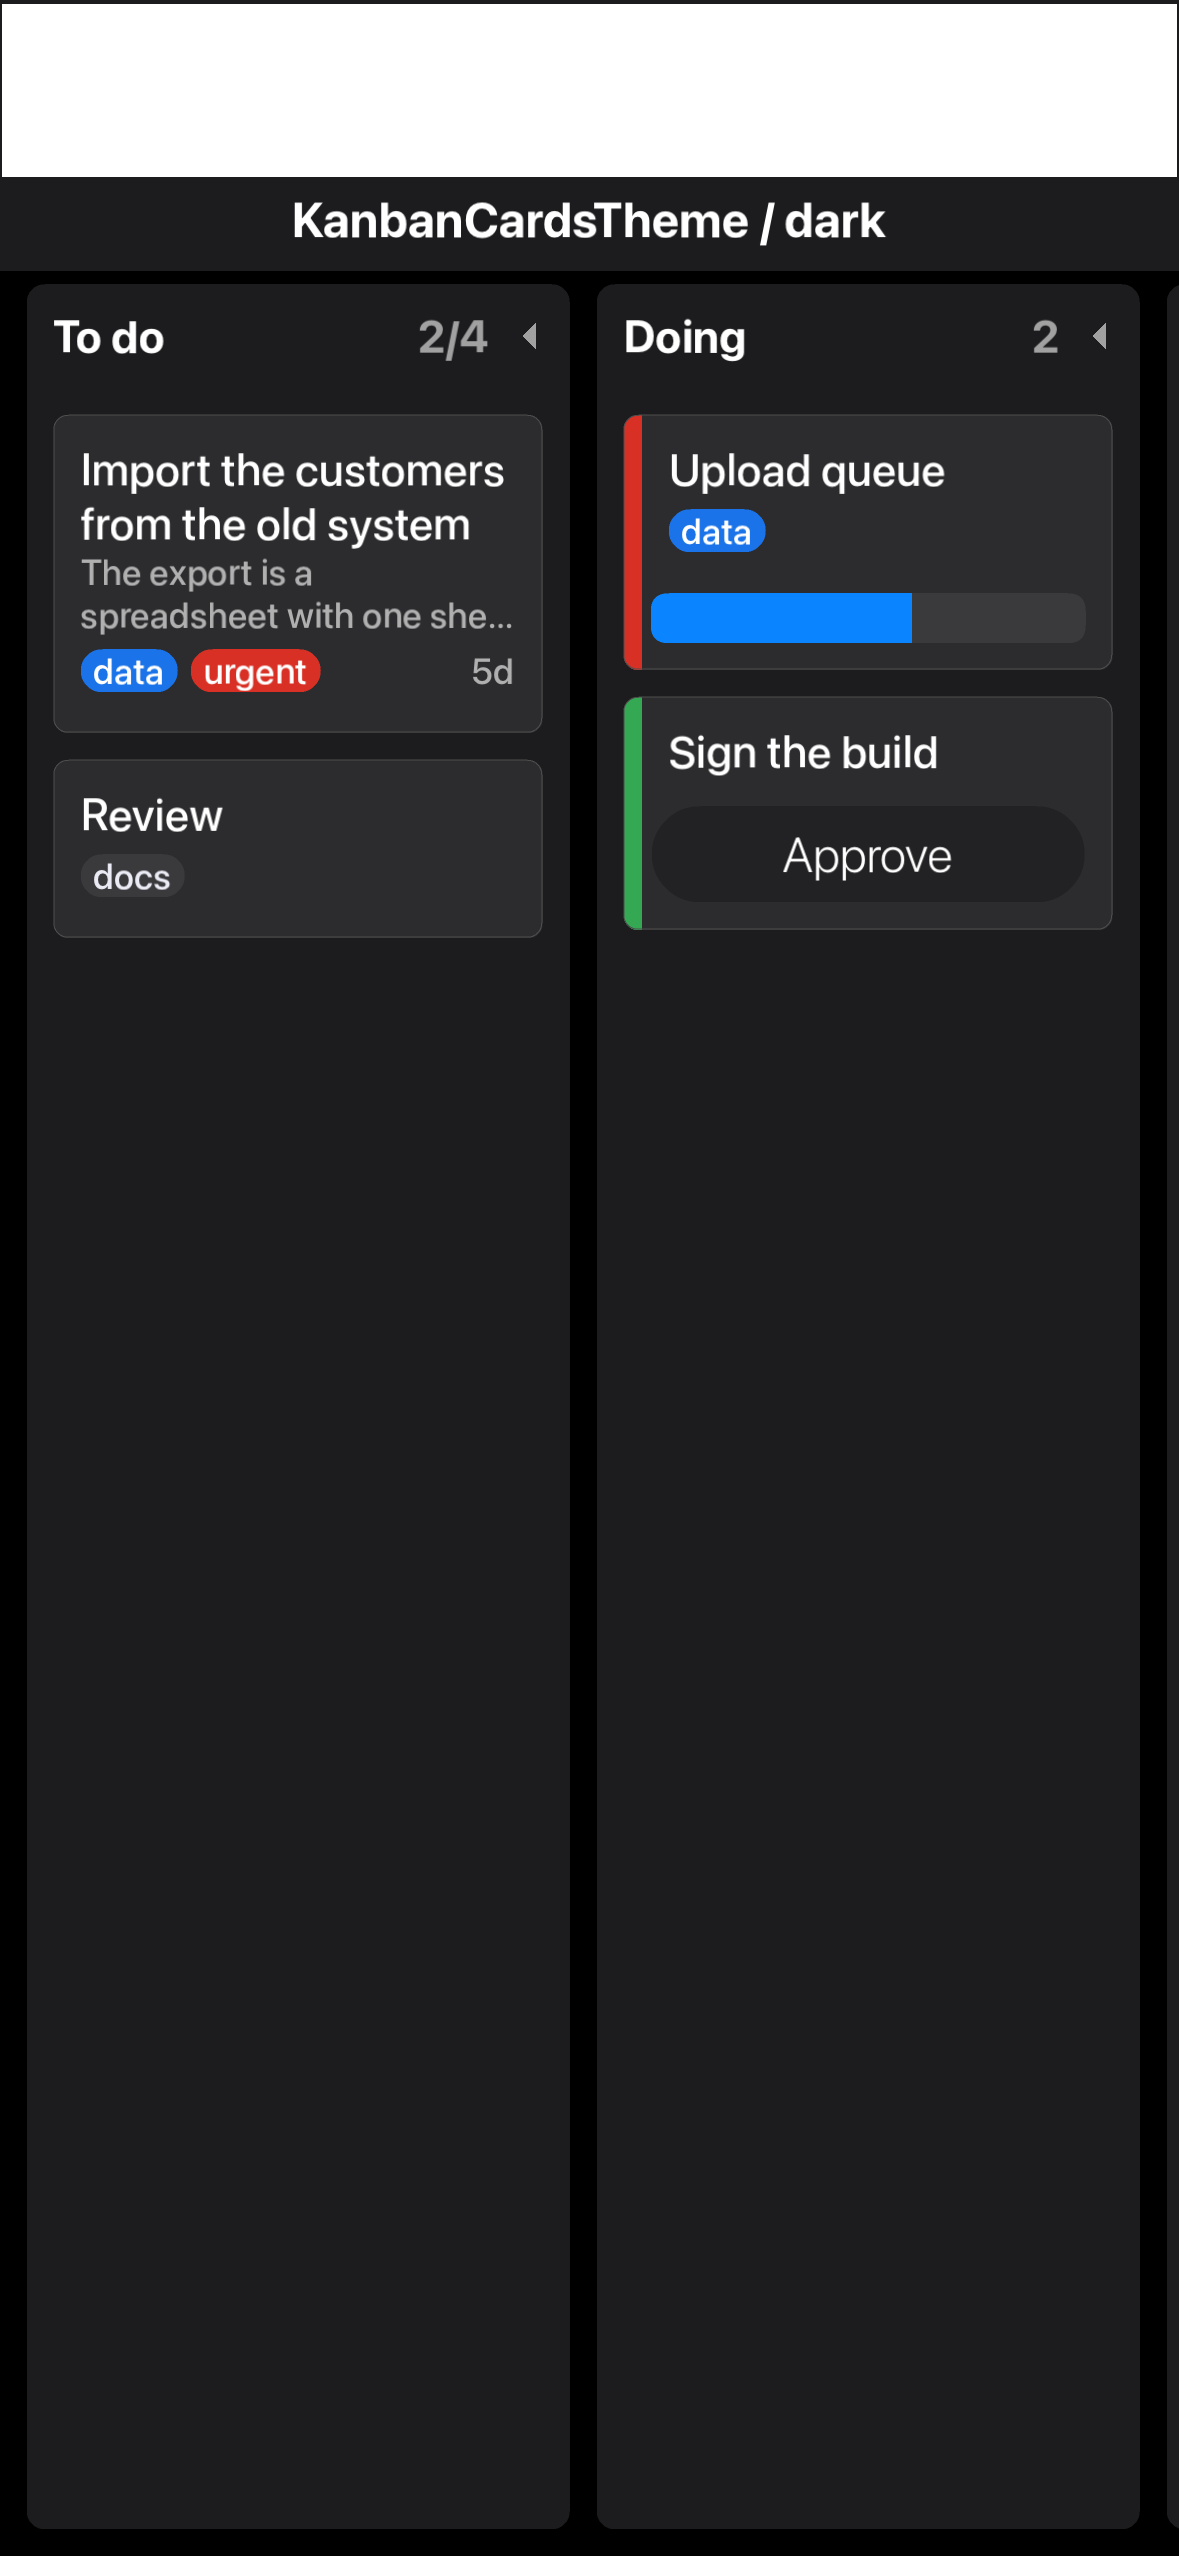 KanbanCardsTheme / dark
To do 2/4
Import the customers
from the old system
The export is a
spreadsheet with one she...
data urgent 5d
Review
docs
Doing 2
Upload queue
data
Sign the build
Approve